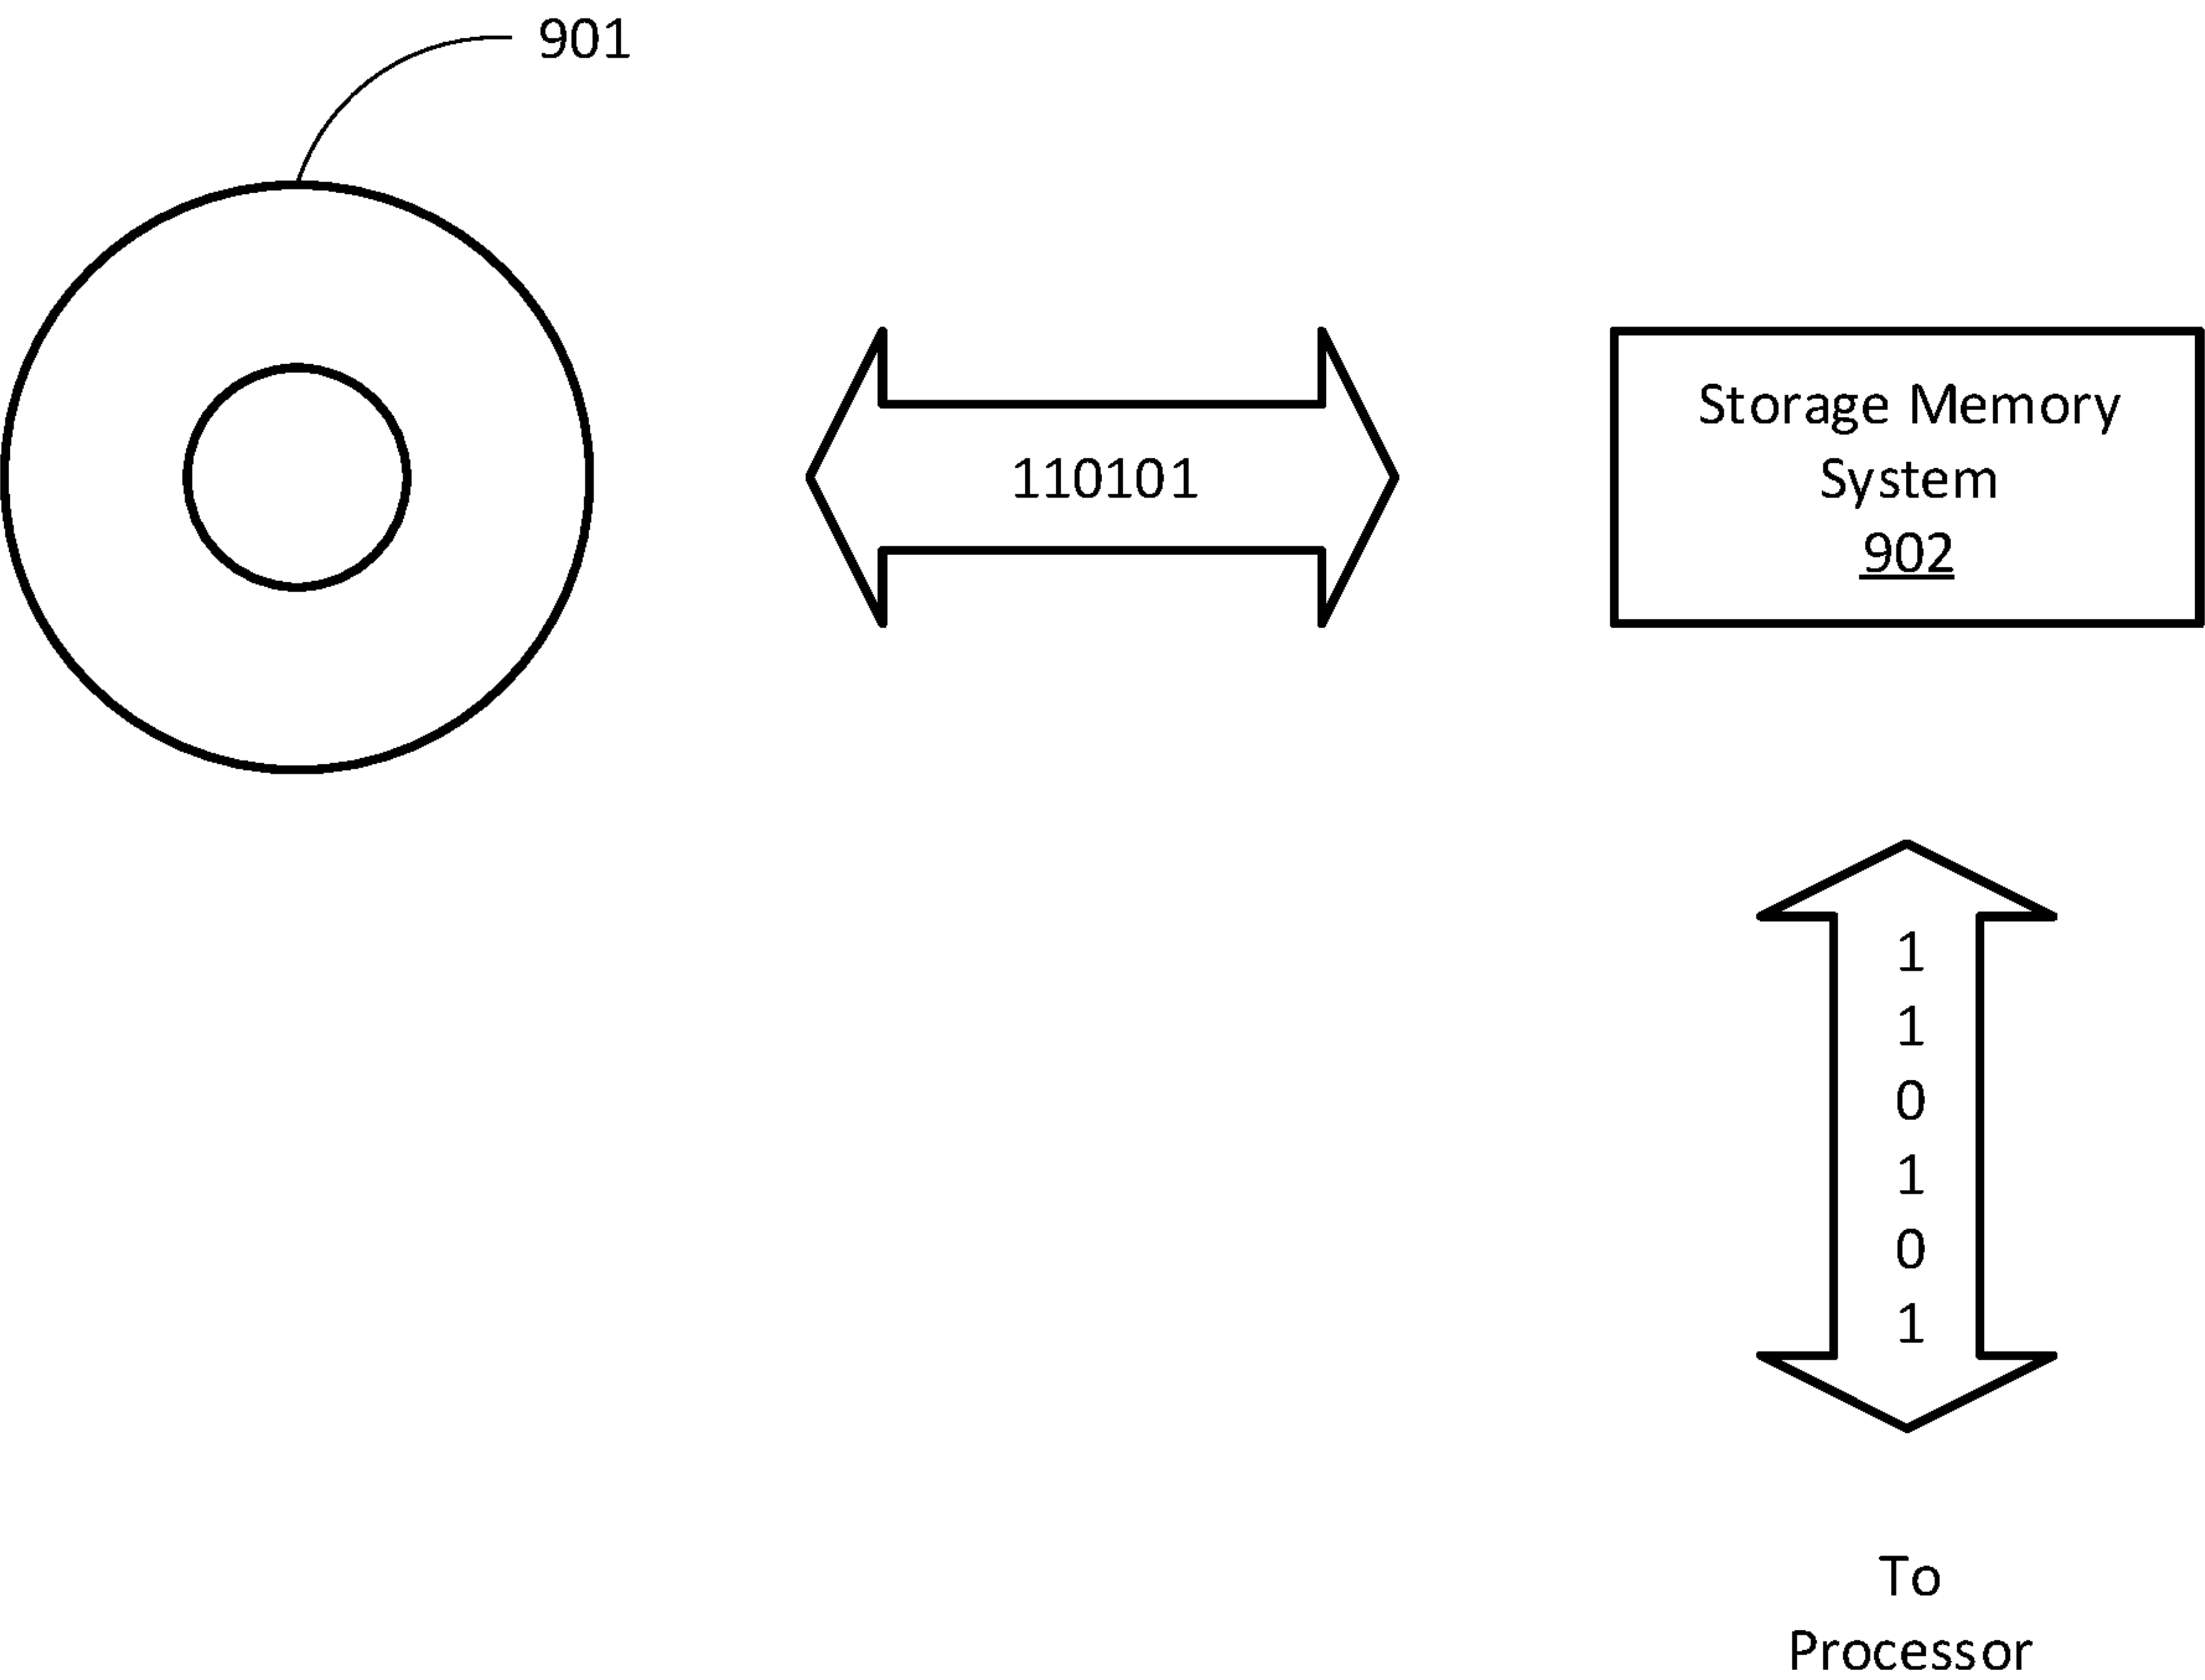 901
110101
Storage Memory
System
902
1
1
0
1
0
1
To
Processor